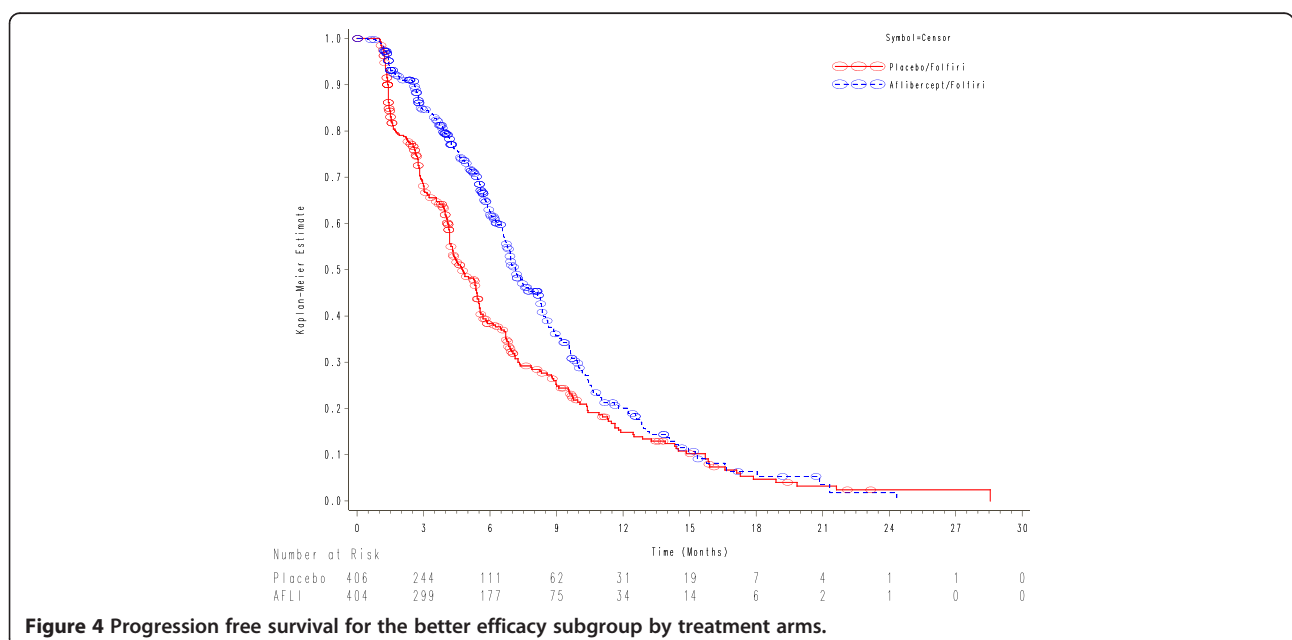 Symbol=Censor
Placebo/Folfiri
Aflibercept/Folfiri
Kaplan-Meier Estimate
1.0
0.9
0.8
0.7
0.6
0.5
0.4
0.3
0.2
0.1
0.0
0 3 6 9 12 15 18 21 24 27 30
Time (Months)
Number at Risk
Placebo 406 244 111 62 31 19 7 4 1 1 0
AFLI 404 299 177 75 34 14 6 2 1 0 0
Figure 4 Progression free survival for the better efficacy subgroup by treatment arms.